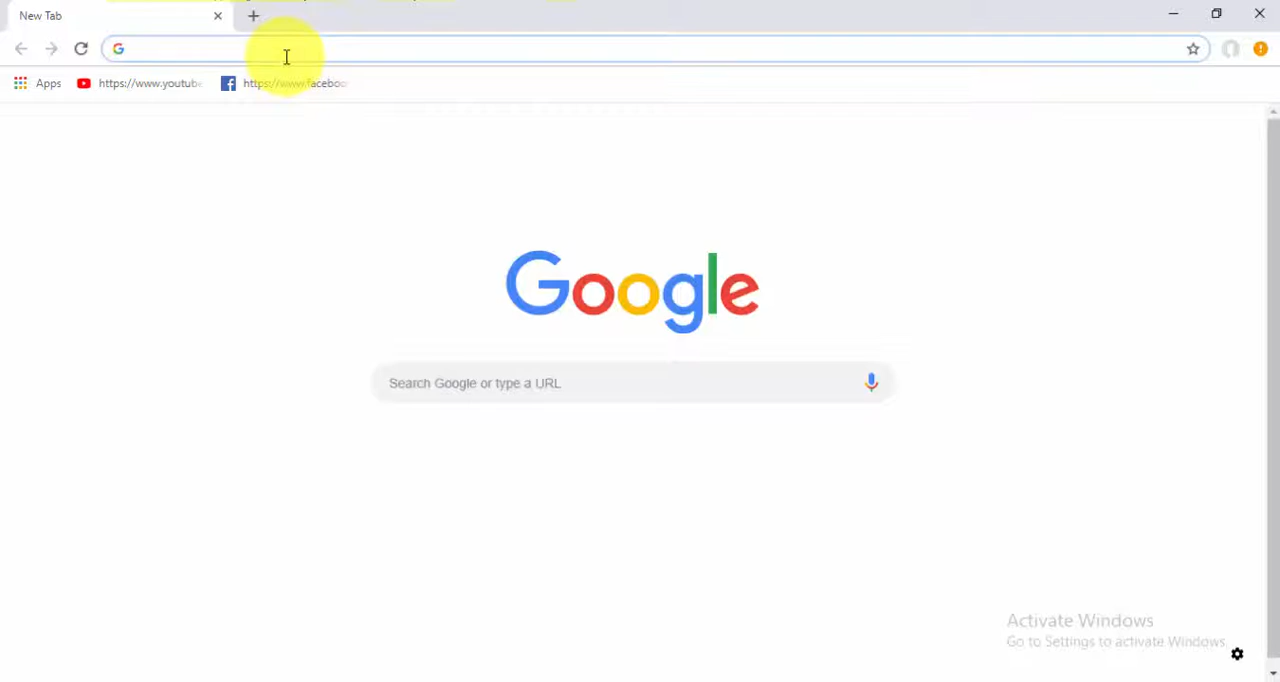 New Tab
Apps
https://www.youtube
https://www.faceboo
Google
Search Google or type a URL
Activate Windows
Go to Settings to activate Windows.